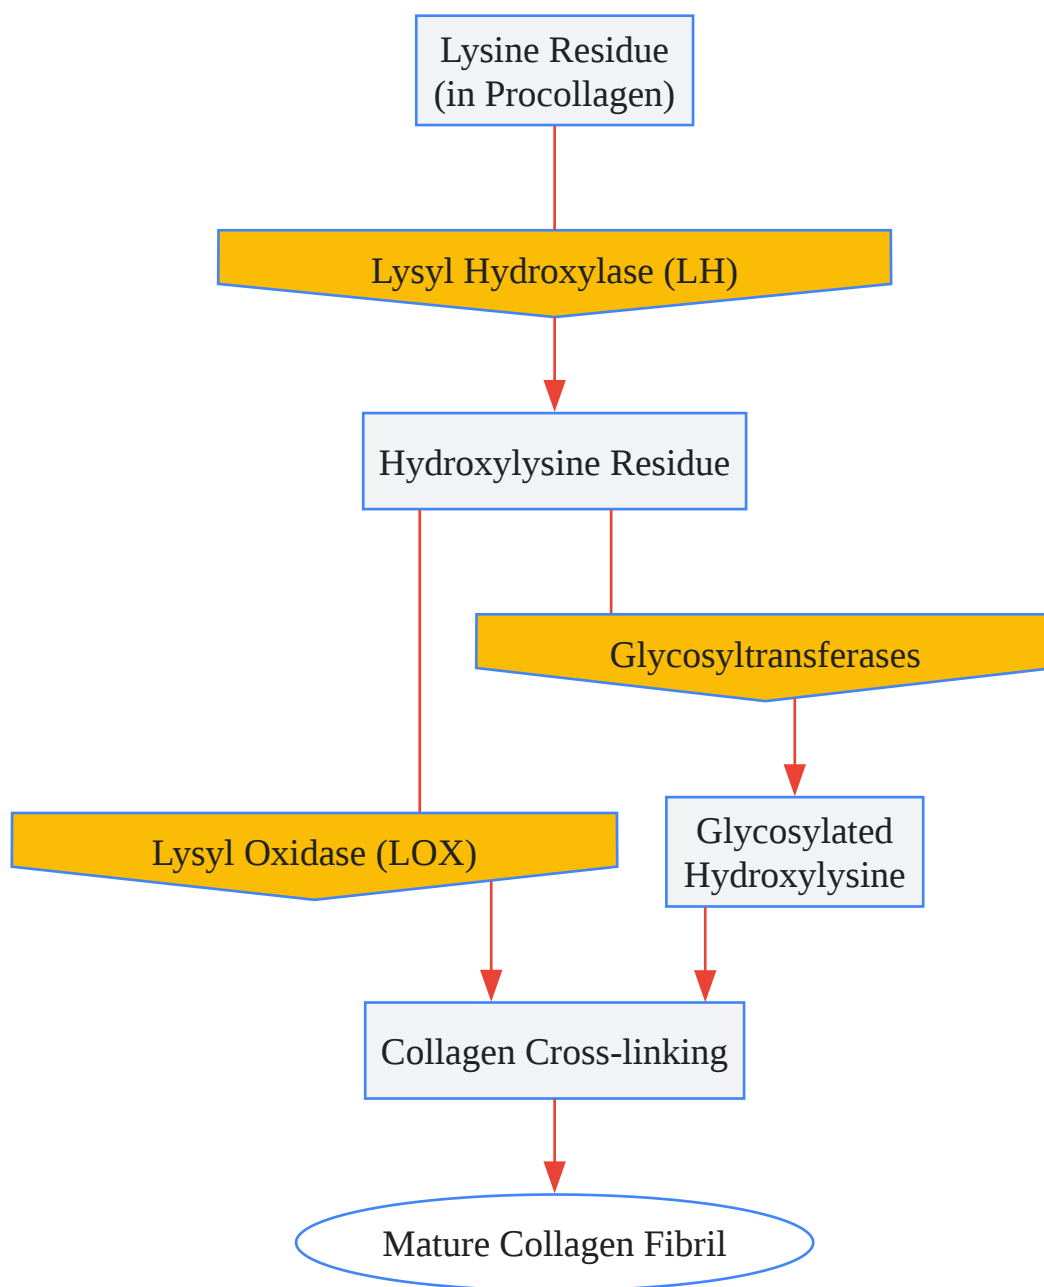 Lysine Residue
(in Procollagen)
Lysyl Hydroxylase (LH)
Hydroxylysine Residue
Glycosyltransferases
Lysyl Oxidase (LOX)
Glycosylated
Hydroxylysine
Collagen Cross-linking
Mature Collagen Fibril